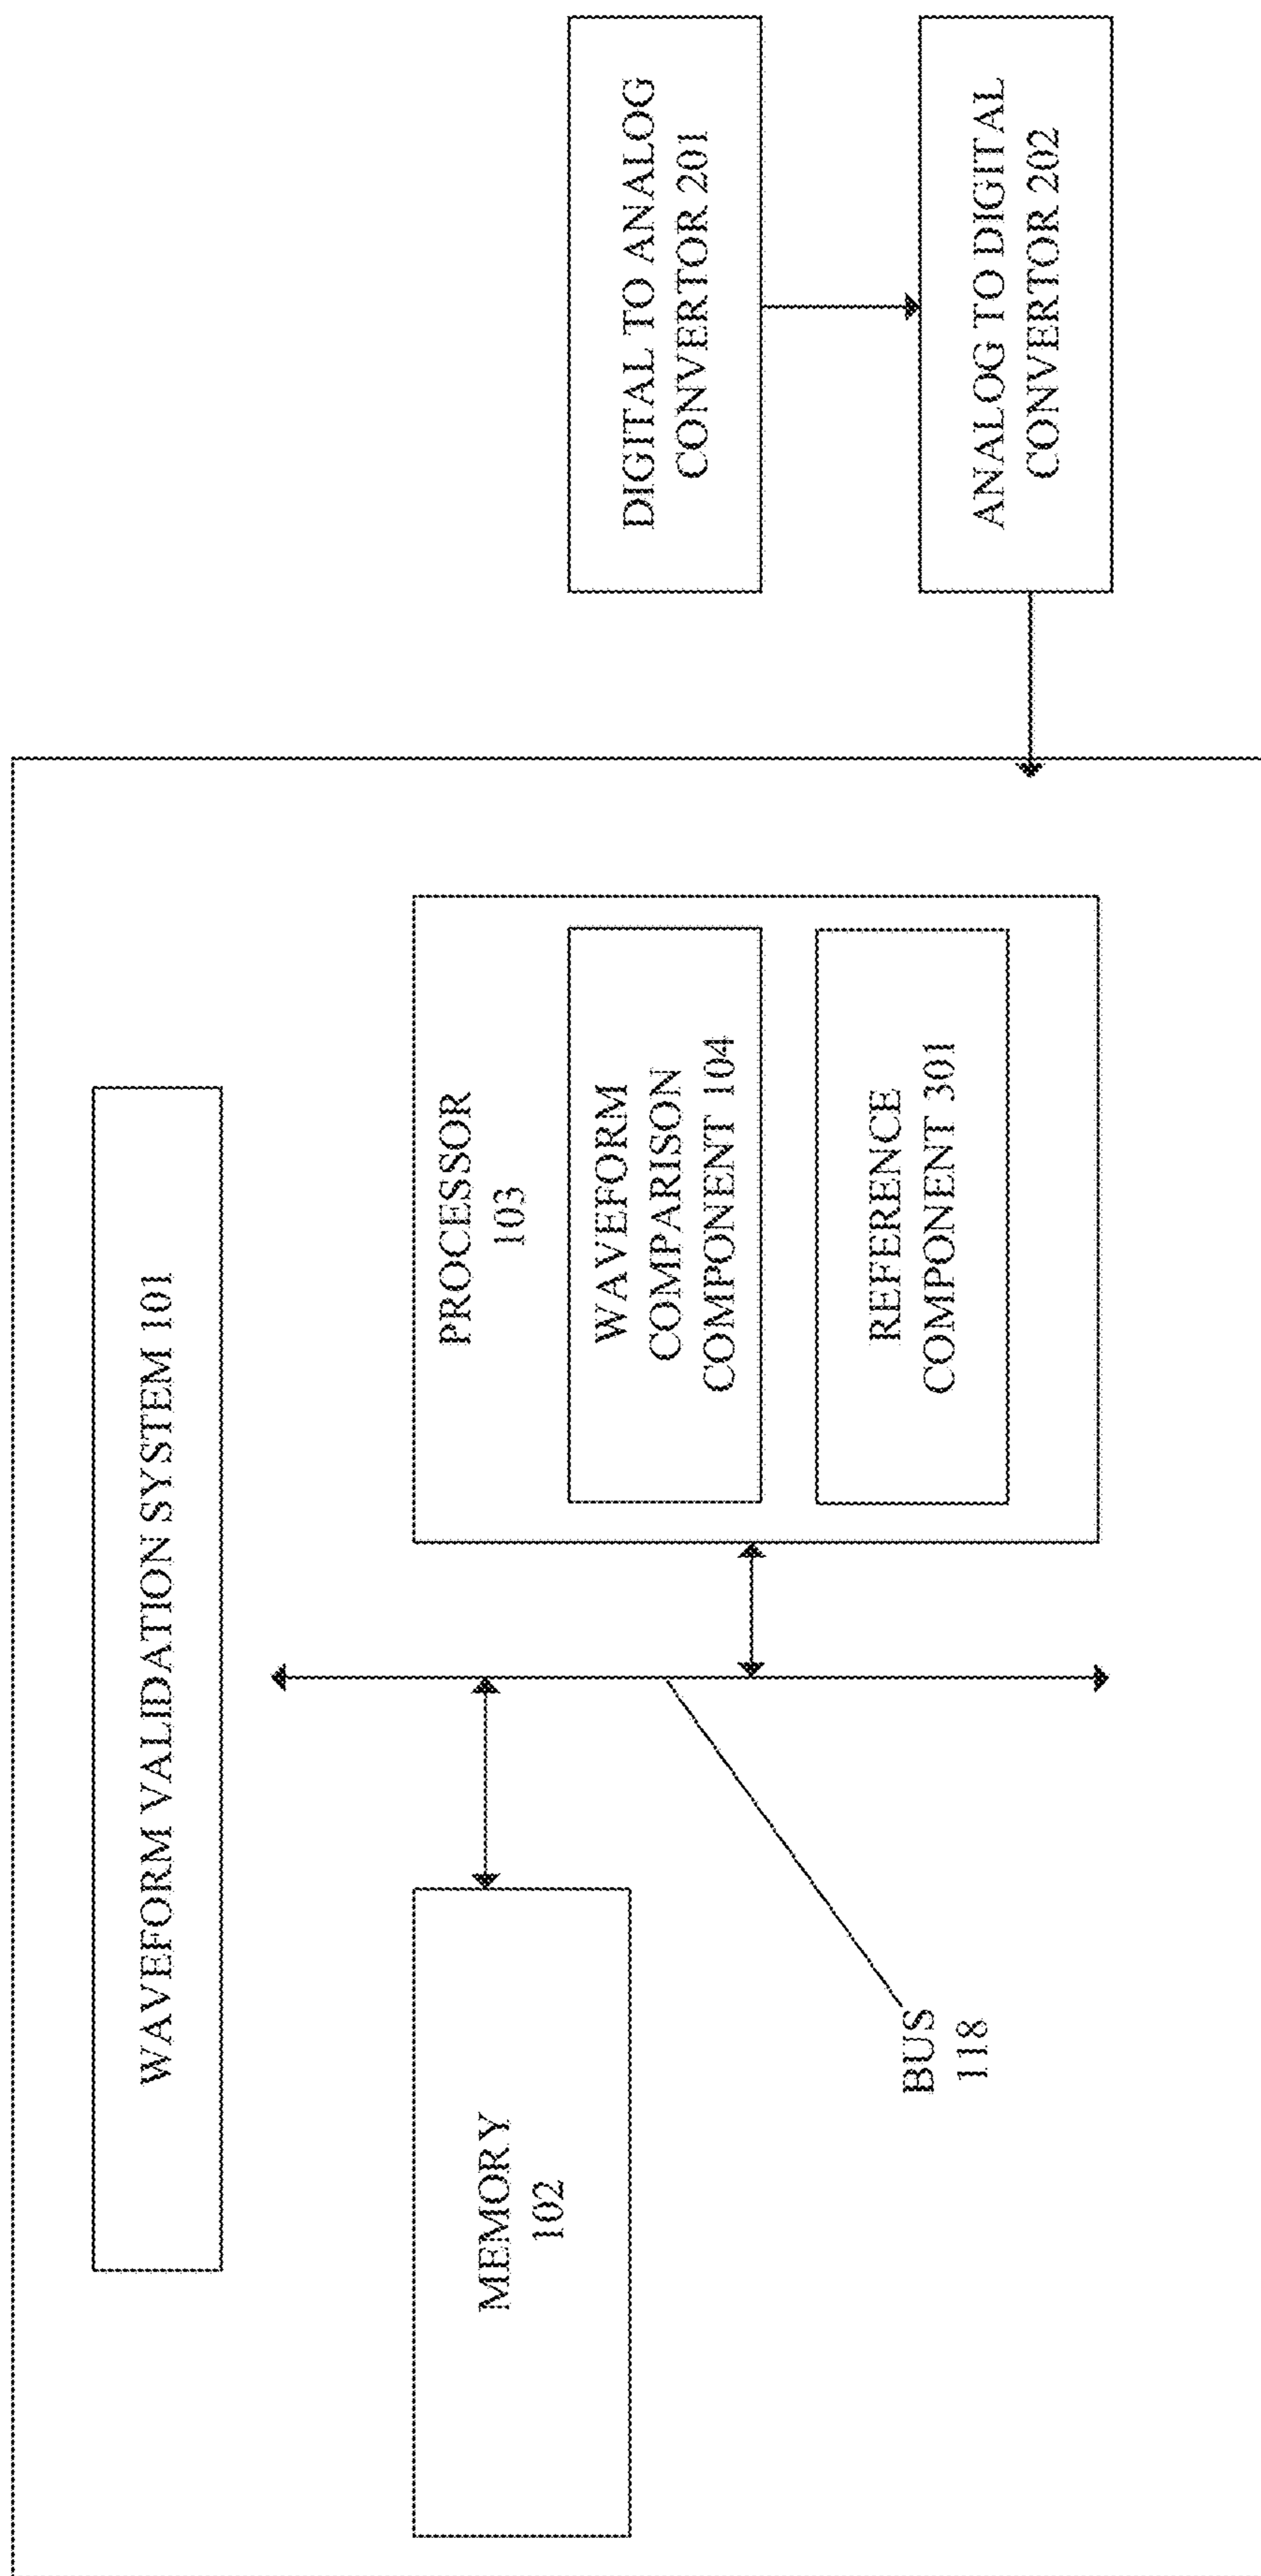 WAVEFORM VALIDATION SYSTEM 101
MEMORY
102
BUS
118
PROCESSOR
103
WAVEFORM
COMPARISON
COMPONENT 104
REFERENCE
COMPONENT 301
DIGITAL TO ANALOG
CONVERTOR 201
ANALOG TO DIGITAL
CONVERTOR 202